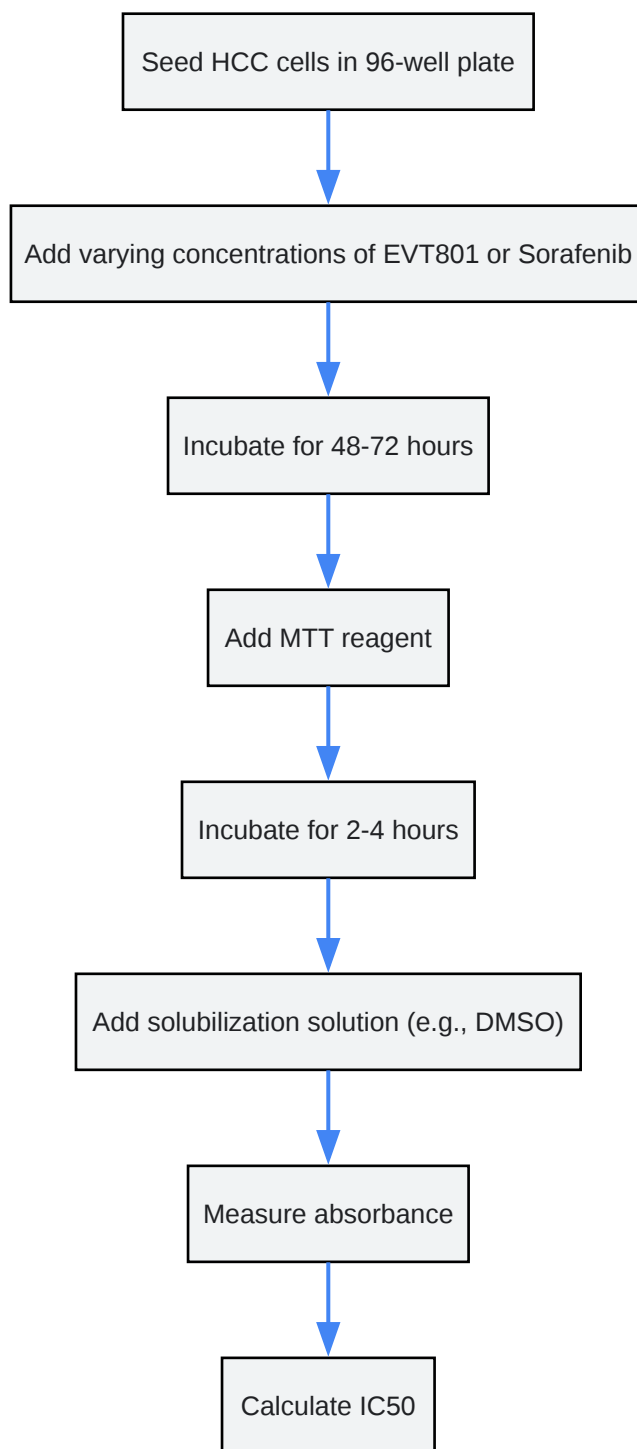 Seed HCC cells in 96-well plate
Add varying concentrations of EVT801 or Sorafenib
Incubate for 48-72 hours
Add MTT reagent
Incubate for 2-4 hours
Add solubilization solution (e.g., DMSO)
Measure absorbance
Calculate IC50